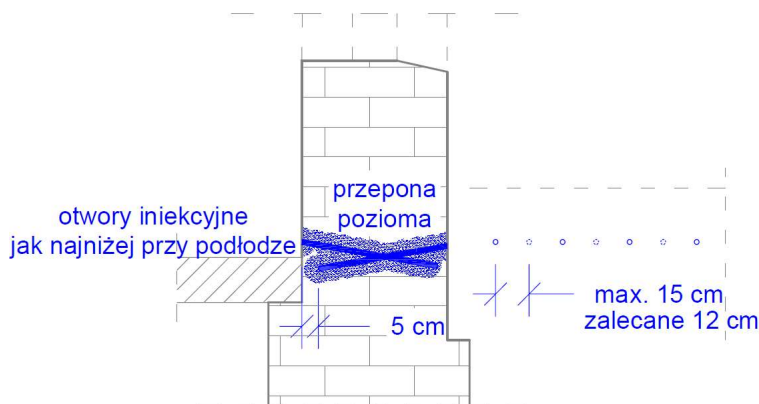 otwory iniekcyjne
jak najniżej przy podłodze
przepona
pozioma
5 cm
max. 15 cm
zalecane 12 cm